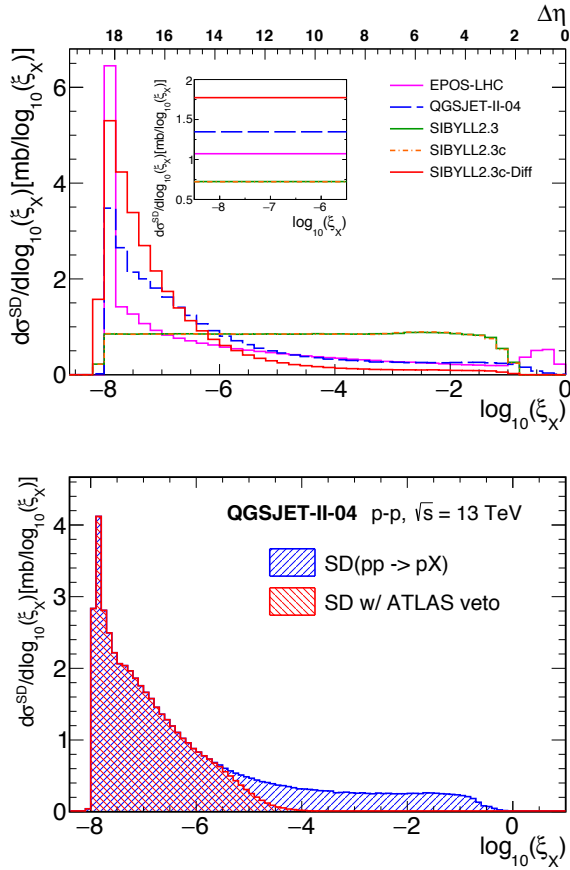 Δη
18 16 14 12 10 8 6 4 2 0
dσ^SD/dlog10(ξX)[mb/log10(ξX)]
6
4
2
0
dσ^SD/dlog10(ξX)[mb/log10(ξX)]
2
1.5
1
0.5
−8 −7 −6
log10(ξX)
EPOS-LHC
QGSJET-II-04
SIBYLL2.3
SIBYLL2.3c
SIBYLL2.3c-Diff
−8 −6 −4 −2 0
log10(ξX)
dσ^SD/dlog10(ξX)[mb/log10(ξX)]
4
3
2
1
0
QGSJET-II-04 p-p, √s = 13 TeV
SD(pp -> pX)
SD w/ ATLAS veto
−8 −6 −4 −2 0
log10(ξX)